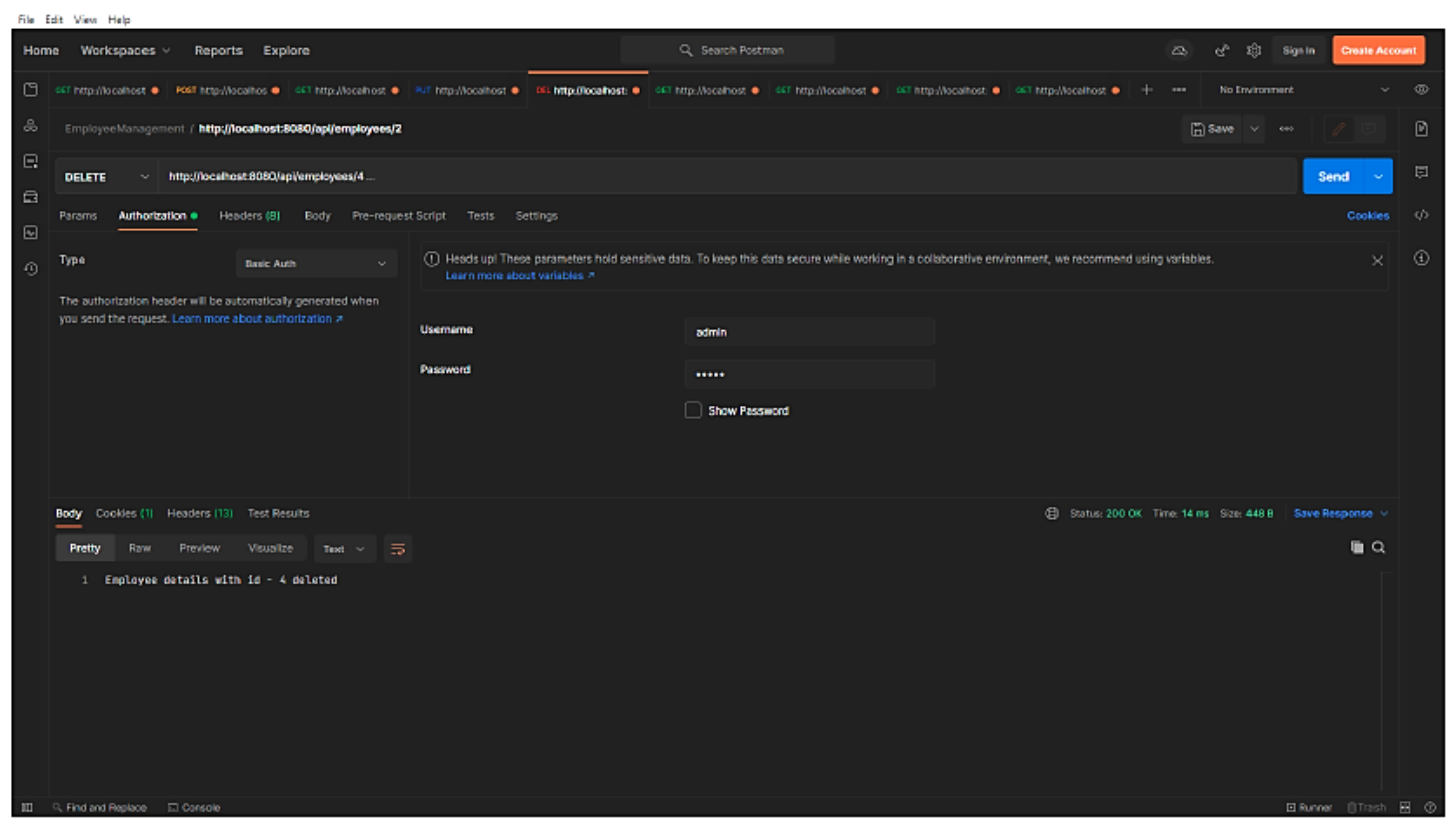 File Edit View Help
Home Workspaces Reports Explore Search Postman Sign In Create Account
GET http://localhost POST http://localhos GET http://localhost PUT http://localhost DEL http://localhost: GET http://localhost GET http://localhost GET http://localhost: GET http://localhost No Environment
EmployeeManagement / http://localhost:8080/api/employees/2 Save
DELETE http://localhost:8080/api/employees/4 ... Send
Params Authorization Headers (8) Body Pre-request Script Tests Settings Cookies
Type Basic Auth
Heads up! These parameters hold sensitive data. To keep this data secure while working in a collaborative environment, we recommend using variables.
Learn more about variables ↗
The authorization header will be automatically generated when
you send the request. Learn more about authorization ↗
Username admin
Password •••••
Show Password
Body Cookies (1) Headers (13) Test Results Status: 200 OK Time: 14 ms Size: 448 B Save Response
Pretty Raw Preview Visualize Text
1 Employee details with id - 4 deleted
Find and Replace Console Runner Trash